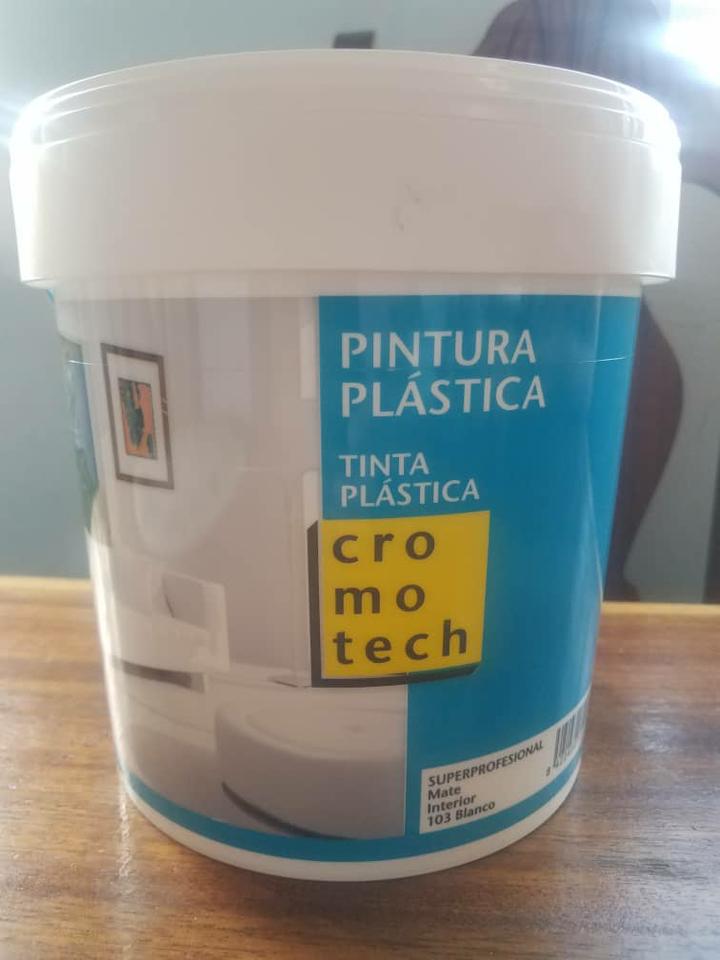 PINTURA
PLÁSTICA
TINTA
PLÁSTICA
cro
mo
tech
SUPERPROFESIONAL
Mate
Interior
103 Blanco